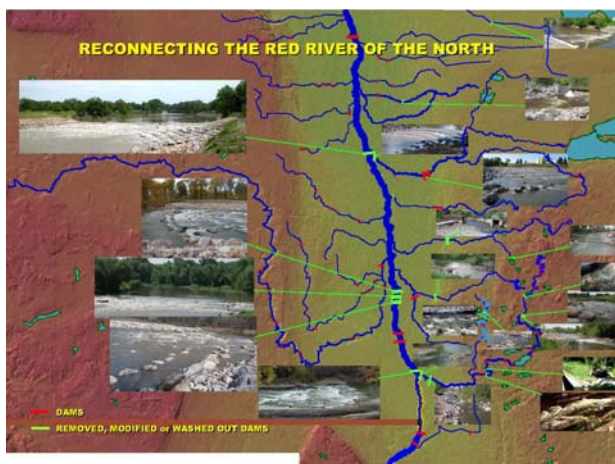 RECONNECTING THE RED RIVER OF THE NORTH
DAMS
REMOVED, MODIFIED or WASHED OUT DAMS